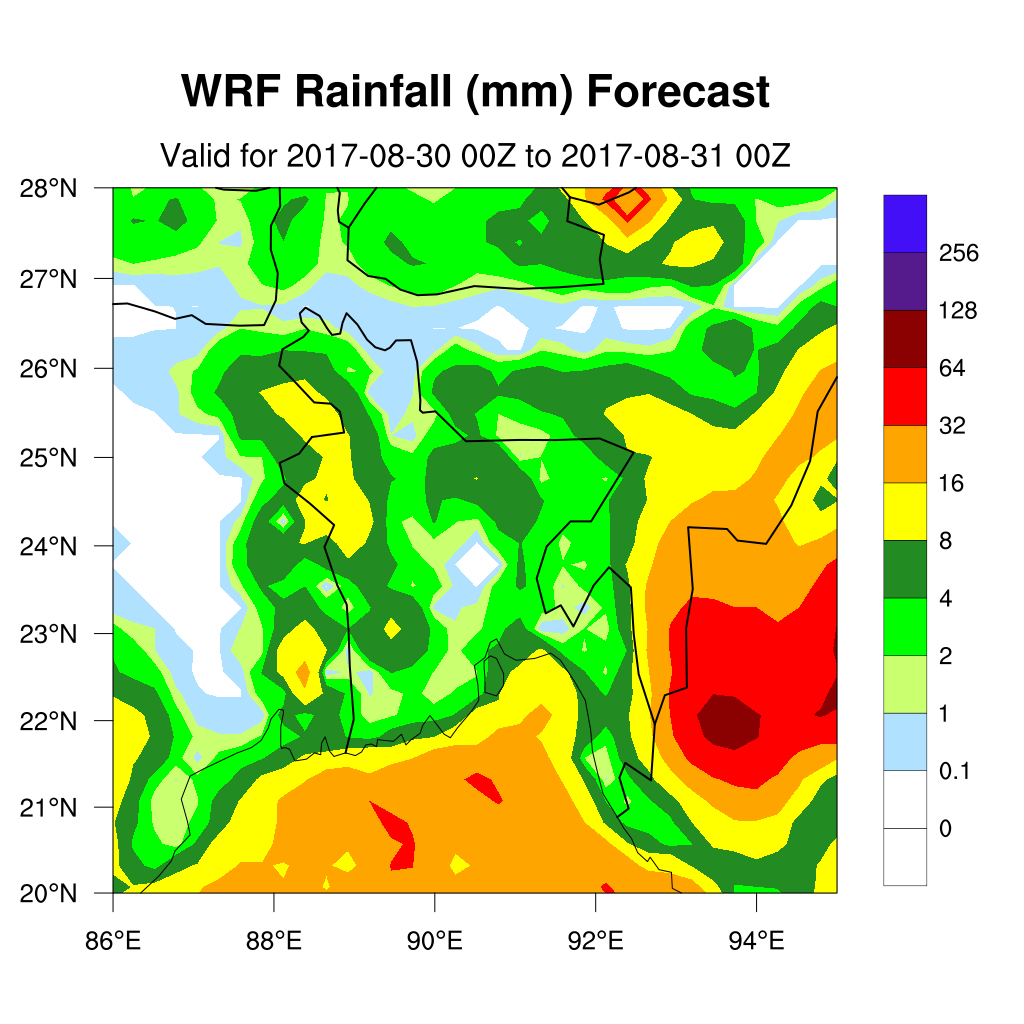 WRF Rainfall (mm) Forecast
Valid for 2017-08-30 00Z to 2017-08-31 00Z
28°N
27°N
26°N
25°N
24°N
23°N
22°N
21°N
20°N
86°E 88°E 90°E 92°E 94°E
256
128
64
32
16
8
4
2
1
0.1
0